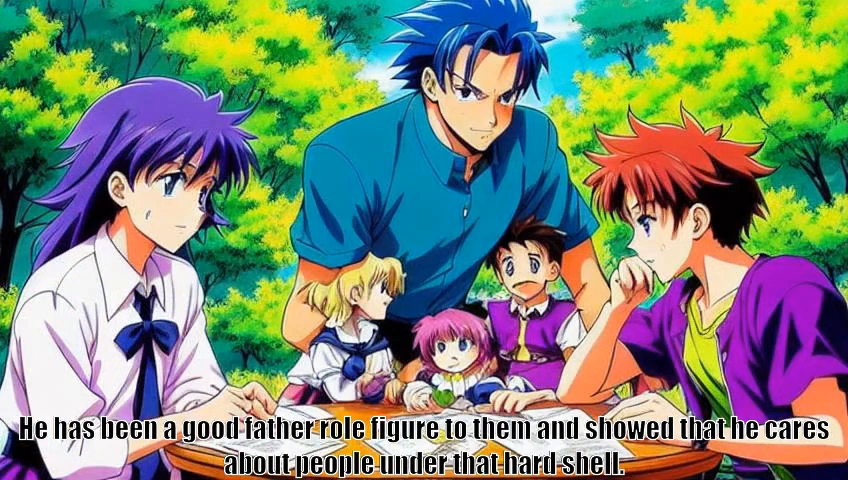 He has been a good father role figure to them and showed that he cares
about people under that hard shell.